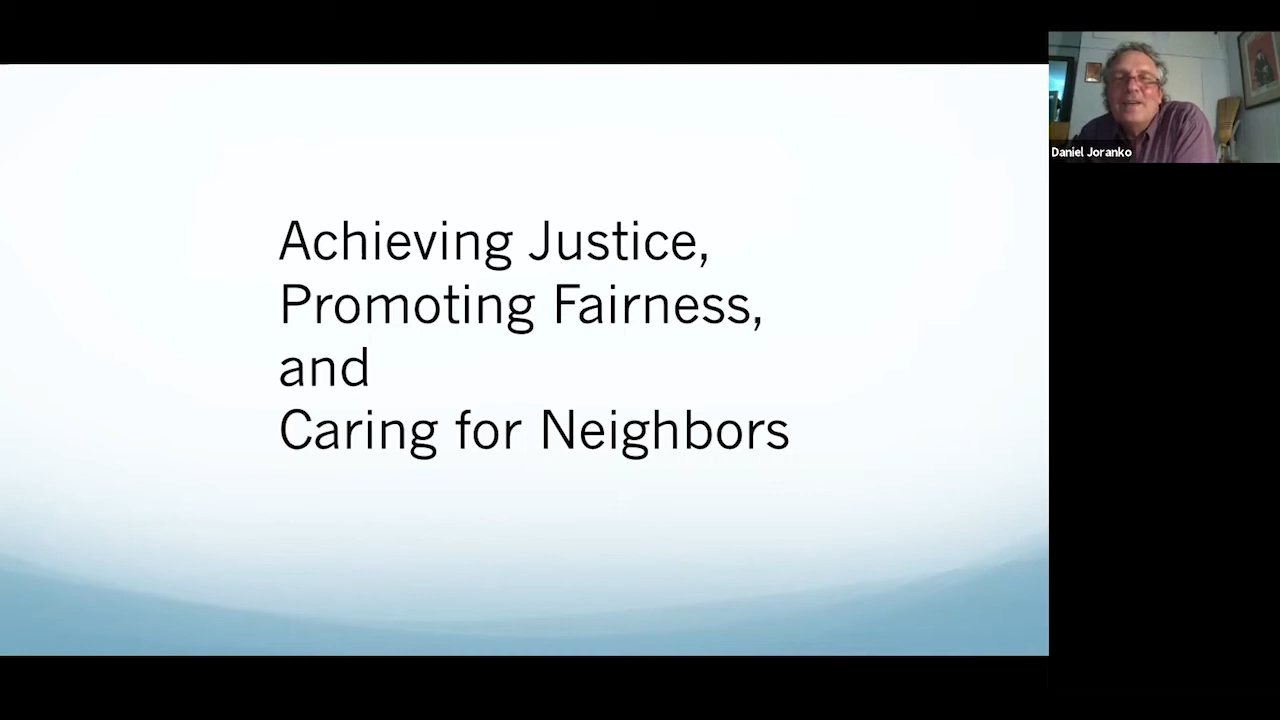 Achieving Justice,
Promoting Fairness,
and
Caring for Neighbors
Daniel Joranko